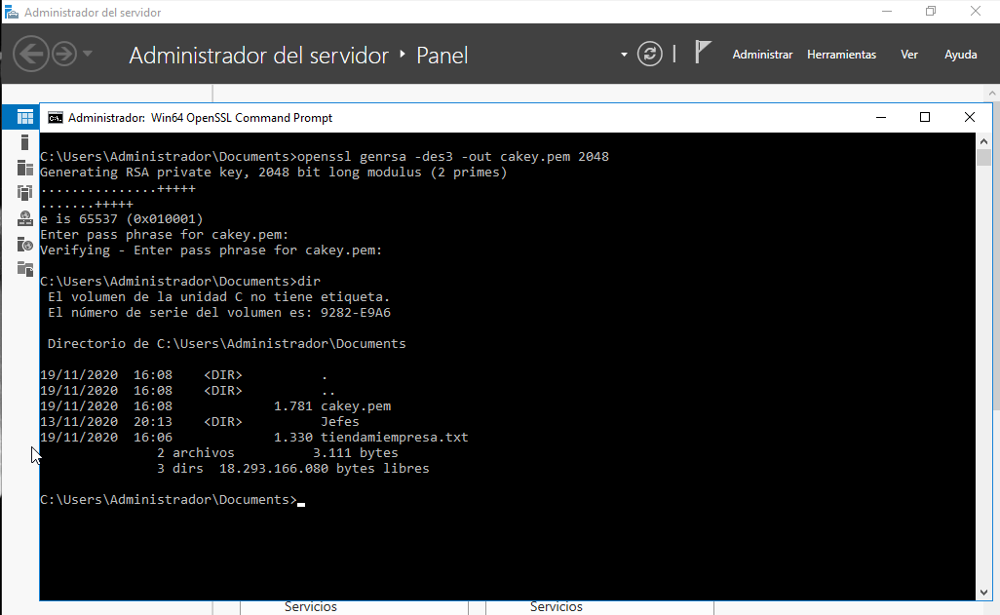 Administrador del servidor
Administrador del servidor ‣ Panel
Administrar Herramientas Ver Ayuda
Administrador: Win64 OpenSSL Command Prompt
C:\Users\Administrador\Documents>openssl genrsa -des3 -out cakey.pem 2048
Generating RSA private key, 2048 bit long modulus (2 primes)
...............+++++
.......+++++
e is 65537 (0x010001)
Enter pass phrase for cakey.pem:
Verifying - Enter pass phrase for cakey.pem:
C:\Users\Administrador\Documents>dir
El volumen de la unidad C no tiene etiqueta.
El número de serie del volumen es: 9282-E9A6
Directorio de C:\Users\Administrador\Documents
19/11/2020  16:08    <DIR>          .
19/11/2020  16:08    <DIR>          ..
19/11/2020  16:08             1.781 cakey.pem
13/11/2020  20:13    <DIR>          Jefes
19/11/2020  16:06             1.330 tiendamiempresa.txt
2 archivos          3.111 bytes
3 dirs  18.293.166.080 bytes libres
C:\Users\Administrador\Documents>
Servicios Servicios